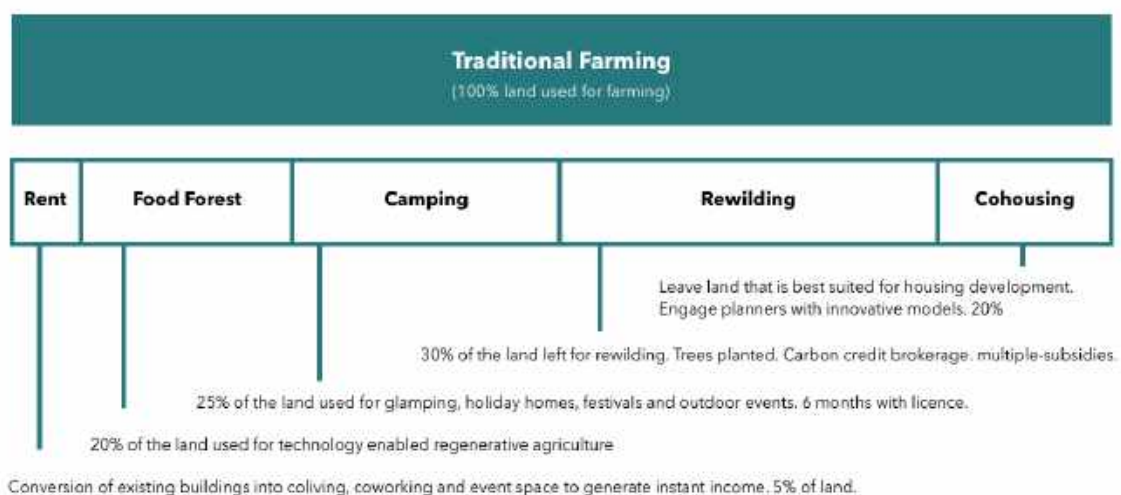 Traditional Farming
(100% land used for farming)
Rent
Food Forest
Camping
Rewilding
Cohousing
Leave land that is best suited for housing development.
Engage planners with innovative models. 20%
30% of the land left for rewilding. Trees planted. Carbon credit brokerage. multiple-subsidies.
25% of the land used for glamping, holiday homes, festivals and outdoor events. 6 months with licence.
20% of the land used for technology enabled regenerative agriculture
Conversion of existing buildings into coliving, coworking and event space to generate instant income. 5% of land.